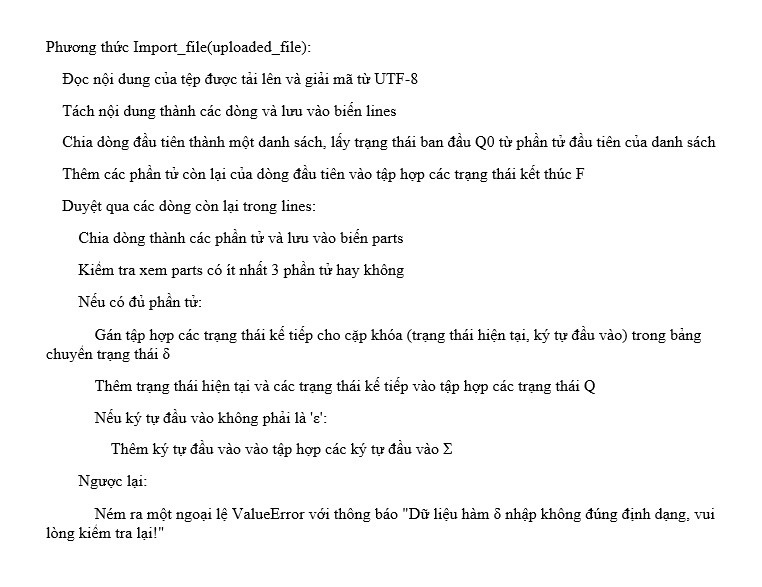 Phương thức Import_file(uploaded_file):
Đọc nội dung của tệp được tải lên và giải mã từ UTF-8
Tách nội dung thành các dòng và lưu vào biến lines
Chia dòng đầu tiên thành một danh sách, lấy trạng thái ban đầu Q0 từ phần tử đầu tiên của danh sách
Thêm các phần tử còn lại của dòng đầu tiên vào tập hợp các trạng thái kết thúc F
Duyệt qua các dòng còn lại trong lines:
Chia dòng thành các phần tử và lưu vào biến parts
Kiểm tra xem parts có ít nhất 3 phần tử hay không
Nếu có đủ phần tử:
Gán tập hợp các trạng thái kế tiếp cho cặp khóa (trạng thái hiện tại, ký tự đầu vào) trong bảng
chuyển trạng thái δ
Thêm trạng thái hiện tại và các trạng thái kế tiếp vào tập hợp các trạng thái Q
Nếu ký tự đầu vào không phải là 'ε':
Thêm ký tự đầu vào vào tập hợp các ký tự đầu vào Σ
Ngược lại:
Ném ra một ngoại lệ ValueError với thông báo "Dữ liệu hàm δ nhập không đúng định dạng, vui
lòng kiểm tra lại!"